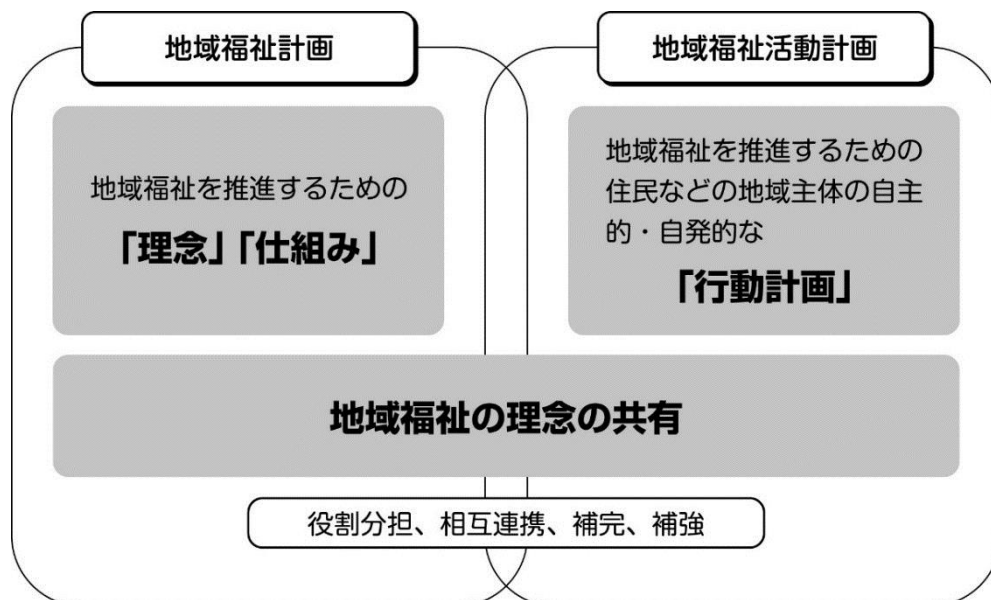 地域福祉計画
地域福祉を推進するための
「理念」「仕組み」
地域福祉活動計画
地域福祉を推進するための
住民などの地域主体の自主
的・自発的な
「行動計画」
地域福祉の理念の共有
役割分担、相互連携、補完、補強